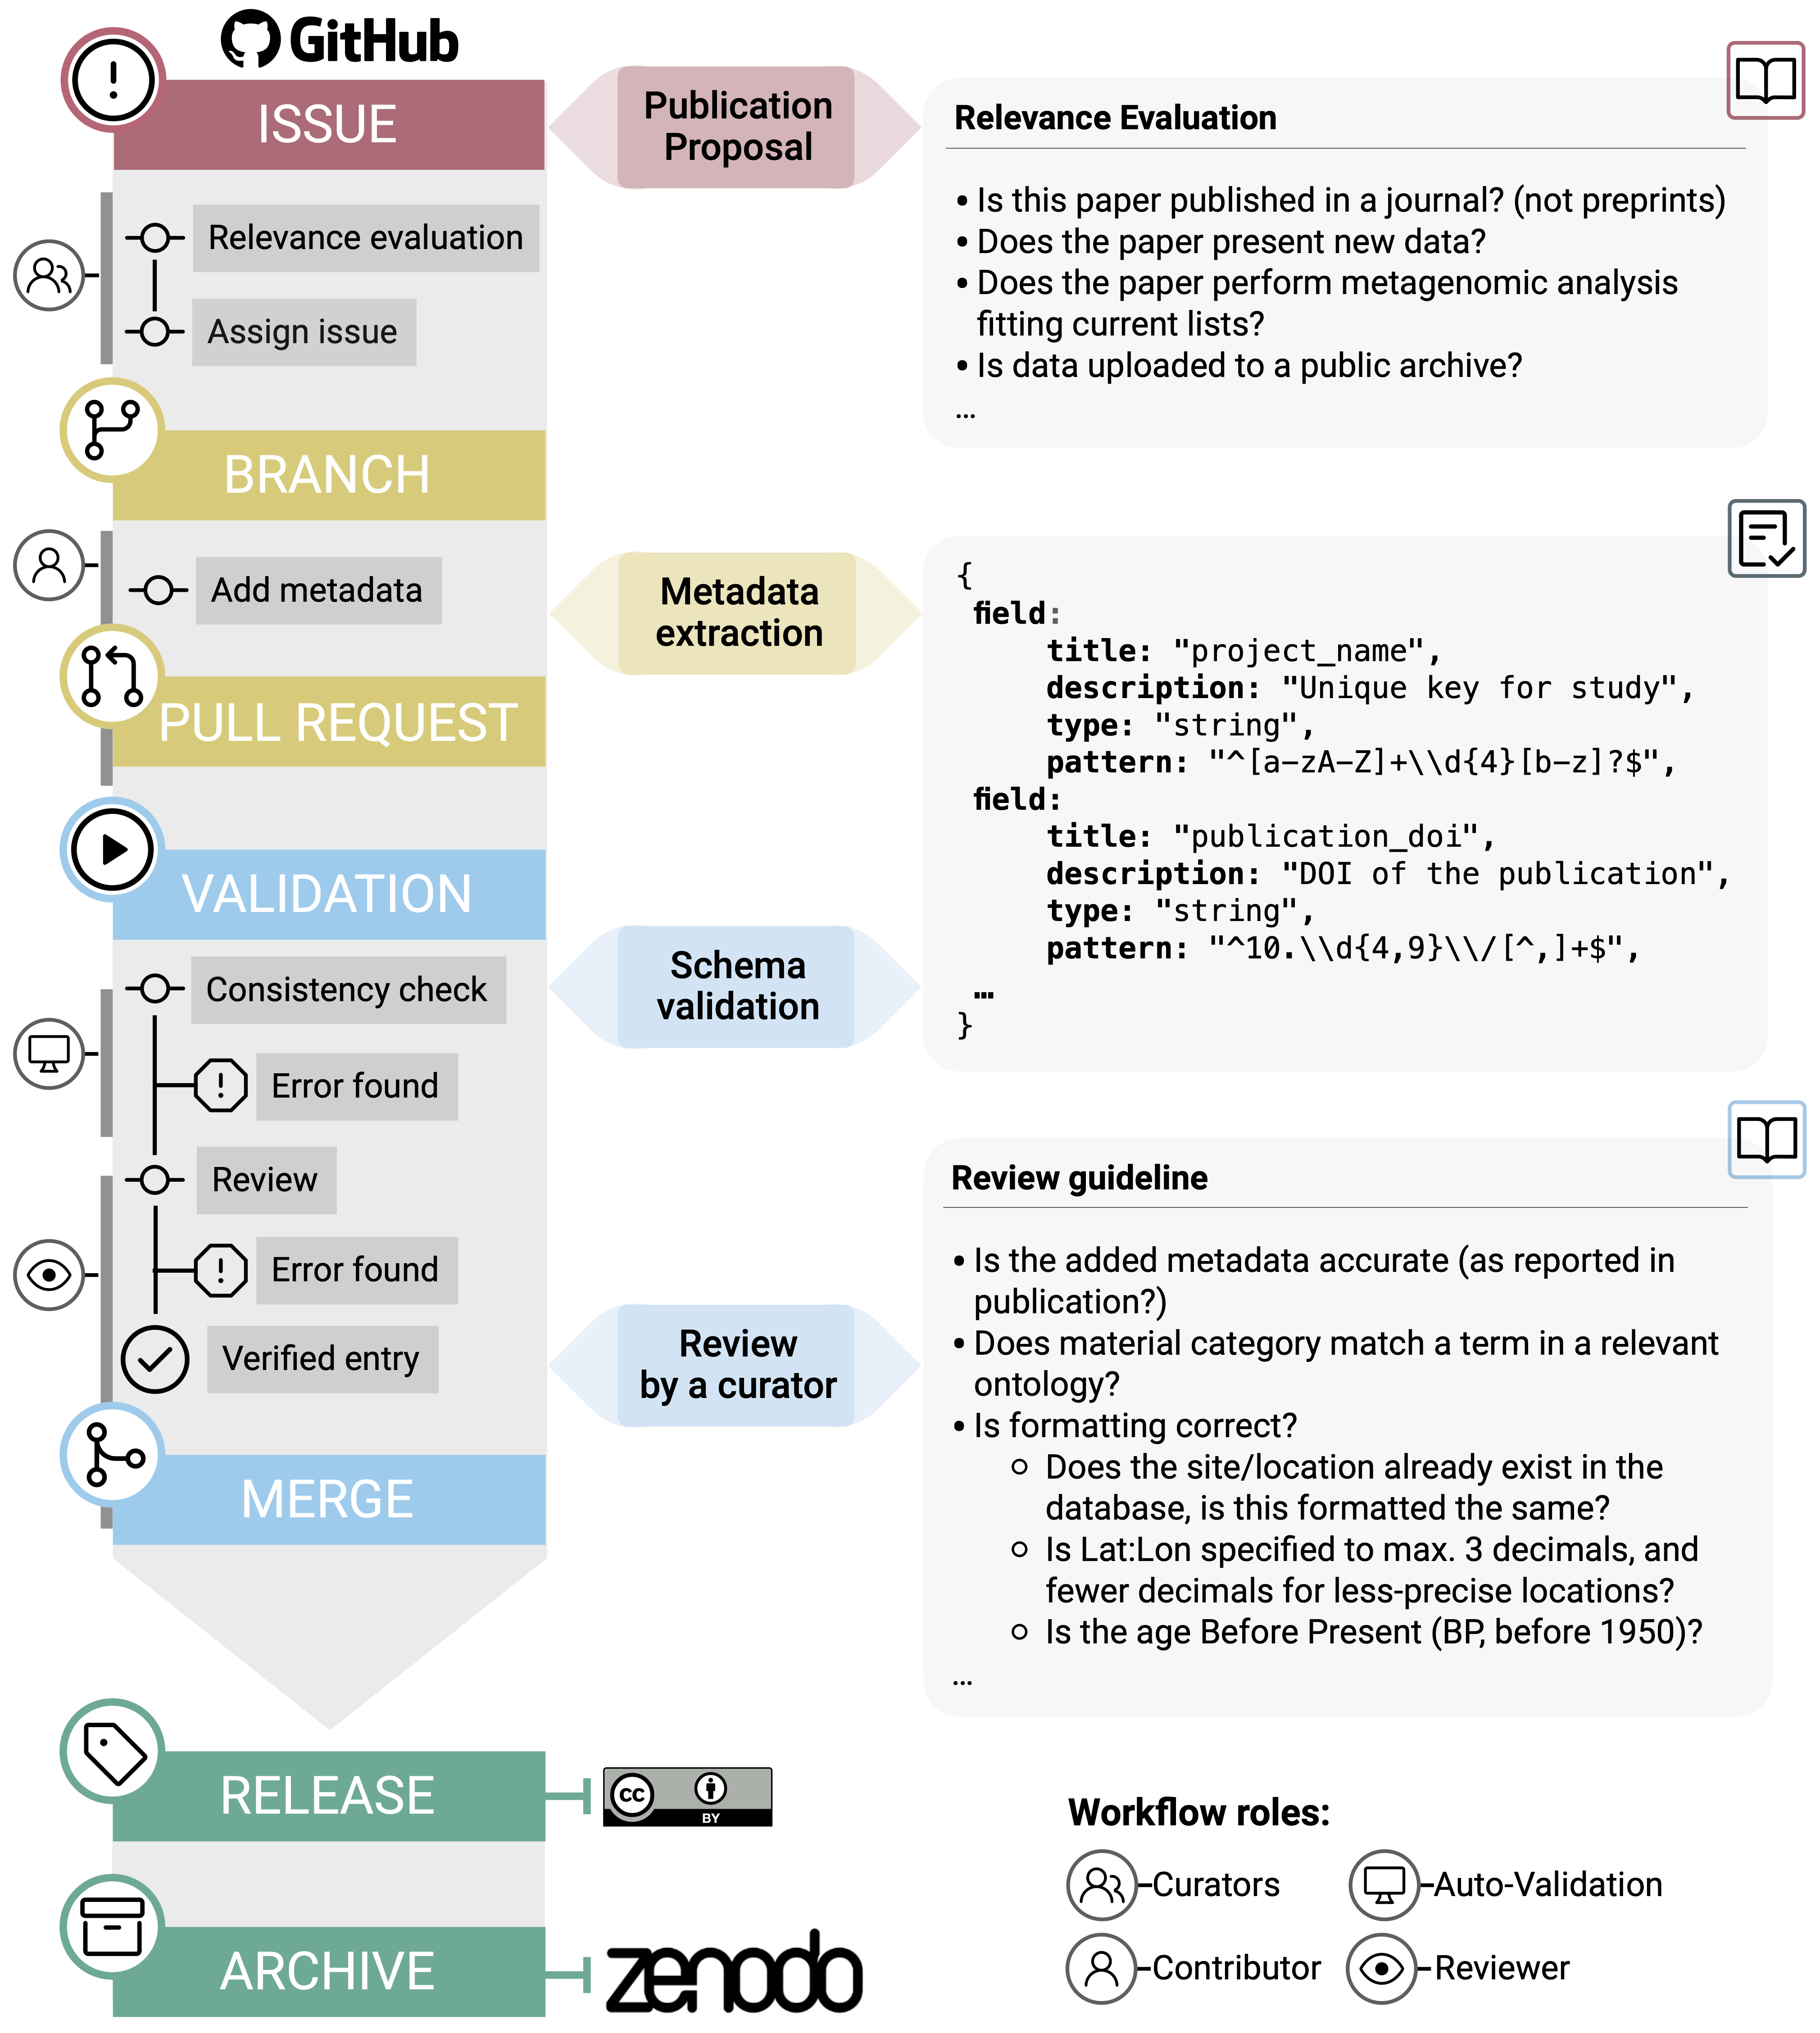 GitHub
ISSUE
Relevance evaluation
Assign issue
BRANCH
Add metadata
PULL REQUEST
VALIDATION
Consistency check
Error found
Review
Error found
Verified entry
MERGE
RELEASE
ARCHIVE
Publication
Proposal
Metadata
extraction
Schema
validation
Review
by a curator
CC
BY
zenodo
Relevance Evaluation
• Is this paper published in a journal? (not preprints)
• Does the paper present new data?
• Does the paper perform metagenomic analysis
fitting current lists?
• Is data uploaded to a public archive?
...
{
field:
title: "project_name",
description: "Unique key for study",
type: "string",
pattern: "^[a-zA-Z]+\\d{4}[b-z]?$",
field:
title: "publication_doi",
description: "DOI of the publication",
type: "string",
pattern: "^10.\\d{4,9}\\/[^,]+$",
...
}
Review guideline
• Is the added metadata accurate (as reported in
publication?)
• Does material category match a term in a relevant
ontology?
• Is formatting correct?
○ Does the site/location already exist in the
database, is this formatted the same?
○ Is Lat:Lon specified to max. 3 decimals, and
fewer decimals for less-precise locations?
○ Is the age Before Present (BP, before 1950)?
...
Workflow roles:
Curators
Auto-Validation
Contributor
Reviewer